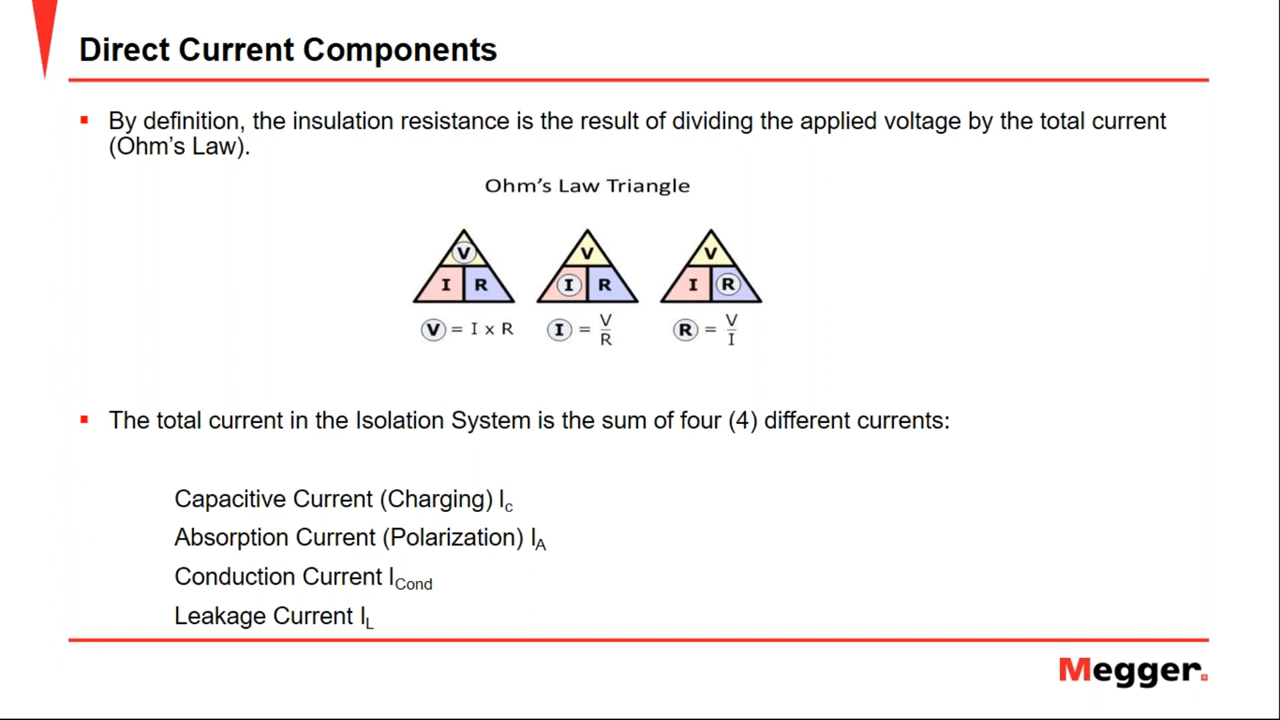 Direct Current Components
▪ By definition, the insulation resistance is the result of dividing the applied voltage by the total current
(Ohm's Law).
Ohm's Law Triangle
V V V
I R I R I R
V = I x R I = V/R R = V/I
▪ The total current in the Isolation System is the sum of four (4) different currents:
Capacitive Current (Charging) Ic
Absorption Current (Polarization) IA
Conduction Current ICond
Leakage Current IL
Megger.